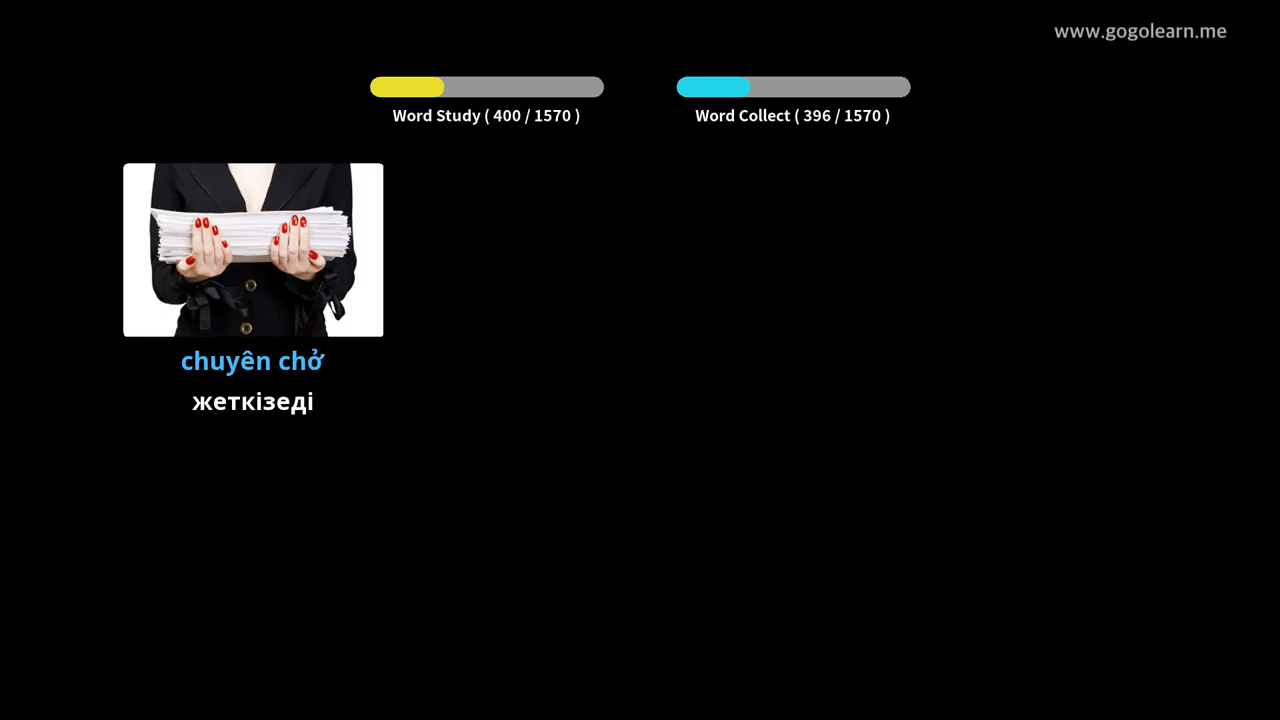 www.gogolearn.me
Word Study ( 400 / 1570 )
Word Collect ( 396 / 1570 )
chuyên chở
жеткізеді